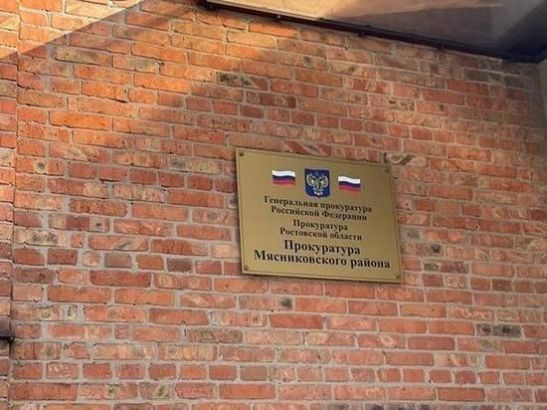 Генеральная прокуратура
Российской Федерации
Прокуратура
Ростовской области
Прокуратура
Мясниковского района